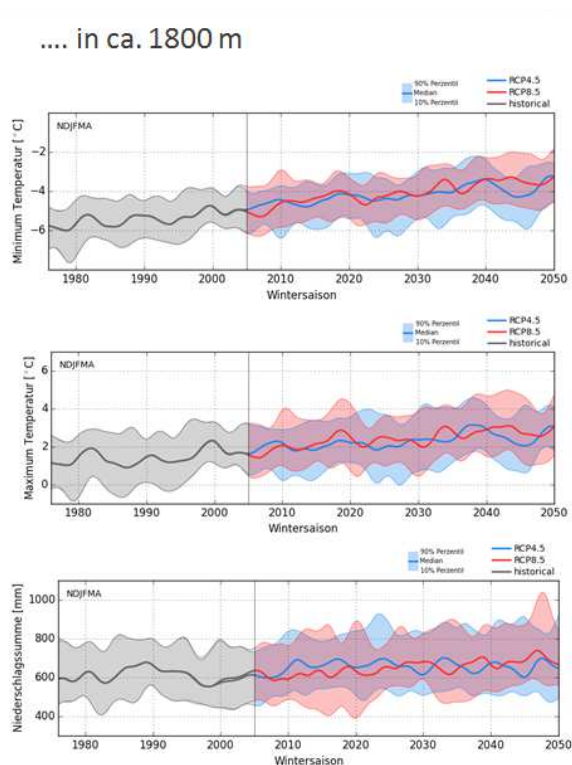 .... in ca. 1800 m
90% Perzentil
Median
10% Perzentil
RCP4.5
RCP8.5
historical
NDJFMA
Minimum Temperatur [°C]
−2
−4
−6
1980 1990 2000 2010 2020 2030 2040 2050
Wintersaison
90% Perzentil
Median
10% Perzentil
RCP4.5
RCP8.5
historical
NDJFMA
Maximum Temperatur [°C]
6
4
2
0
1980 1990 2000 2010 2020 2030 2040 2050
Wintersaison
90% Perzentil
Median
10% Perzentil
RCP4.5
RCP8.5
historical
NDJFMA
Niederschlagssumme [mm]
1000
800
600
400
1980 1990 2000 2010 2020 2030 2040 2050
Wintersaison